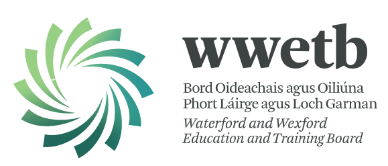 wwetb
Bord Oideachais agus Oiliúna
Phort Láirge agus Loch Garman
Waterford and Wexford
Education and Training Board